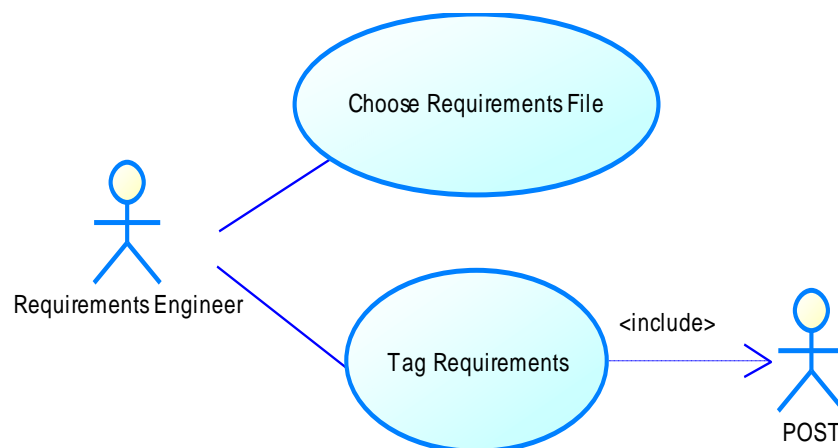 Choose Requirements File
Requirements Engineer
<include>
Tag Requirements
POST